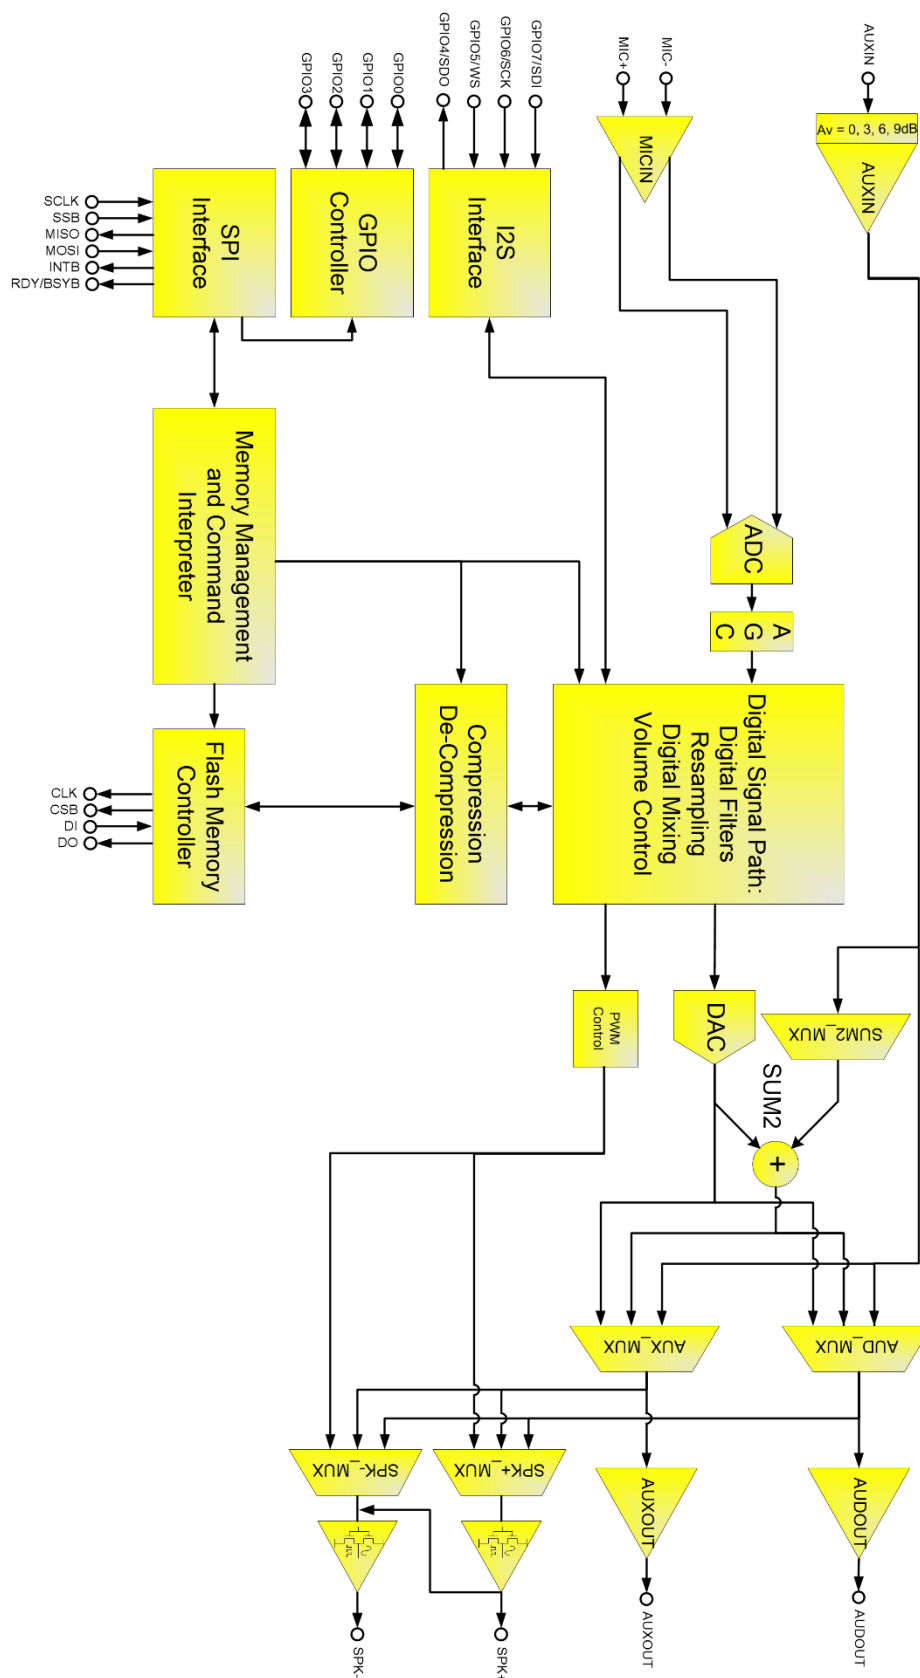 GPIO3
GPIO2
GPIO1
GPIO0
GPIO4/SDO
GPIO5/WS
GPIO6/SCK
GPIO7/SDI
MIC+
MIC-
AUXIN
Av = 0, 3, 6, 9dB
AUXIN
MICIN
SCLK
SSB
MISO
MOSI
INTB
RDY/BSYB
SPI
Interface
GPIO
Controller
I2S
Interface
Memory Management
and Command
Interpreter
ADC
A
G
C
Digital Signal Path:
Digital Filters
Resampling
Digital Mixing
Volume Control
Compression
De-Compression
Flash Memory
Controller
CLK
CSB
DI
DO
PWM
Control
DAC
SUM2_MUX
SUM2
+
AUX_MUX
AUD_MUX
SPK-_MUX
SPK+_MUX
AUXOUT
AUDOUT
SPK-
SPK+
AUXOUT
AUDOUT